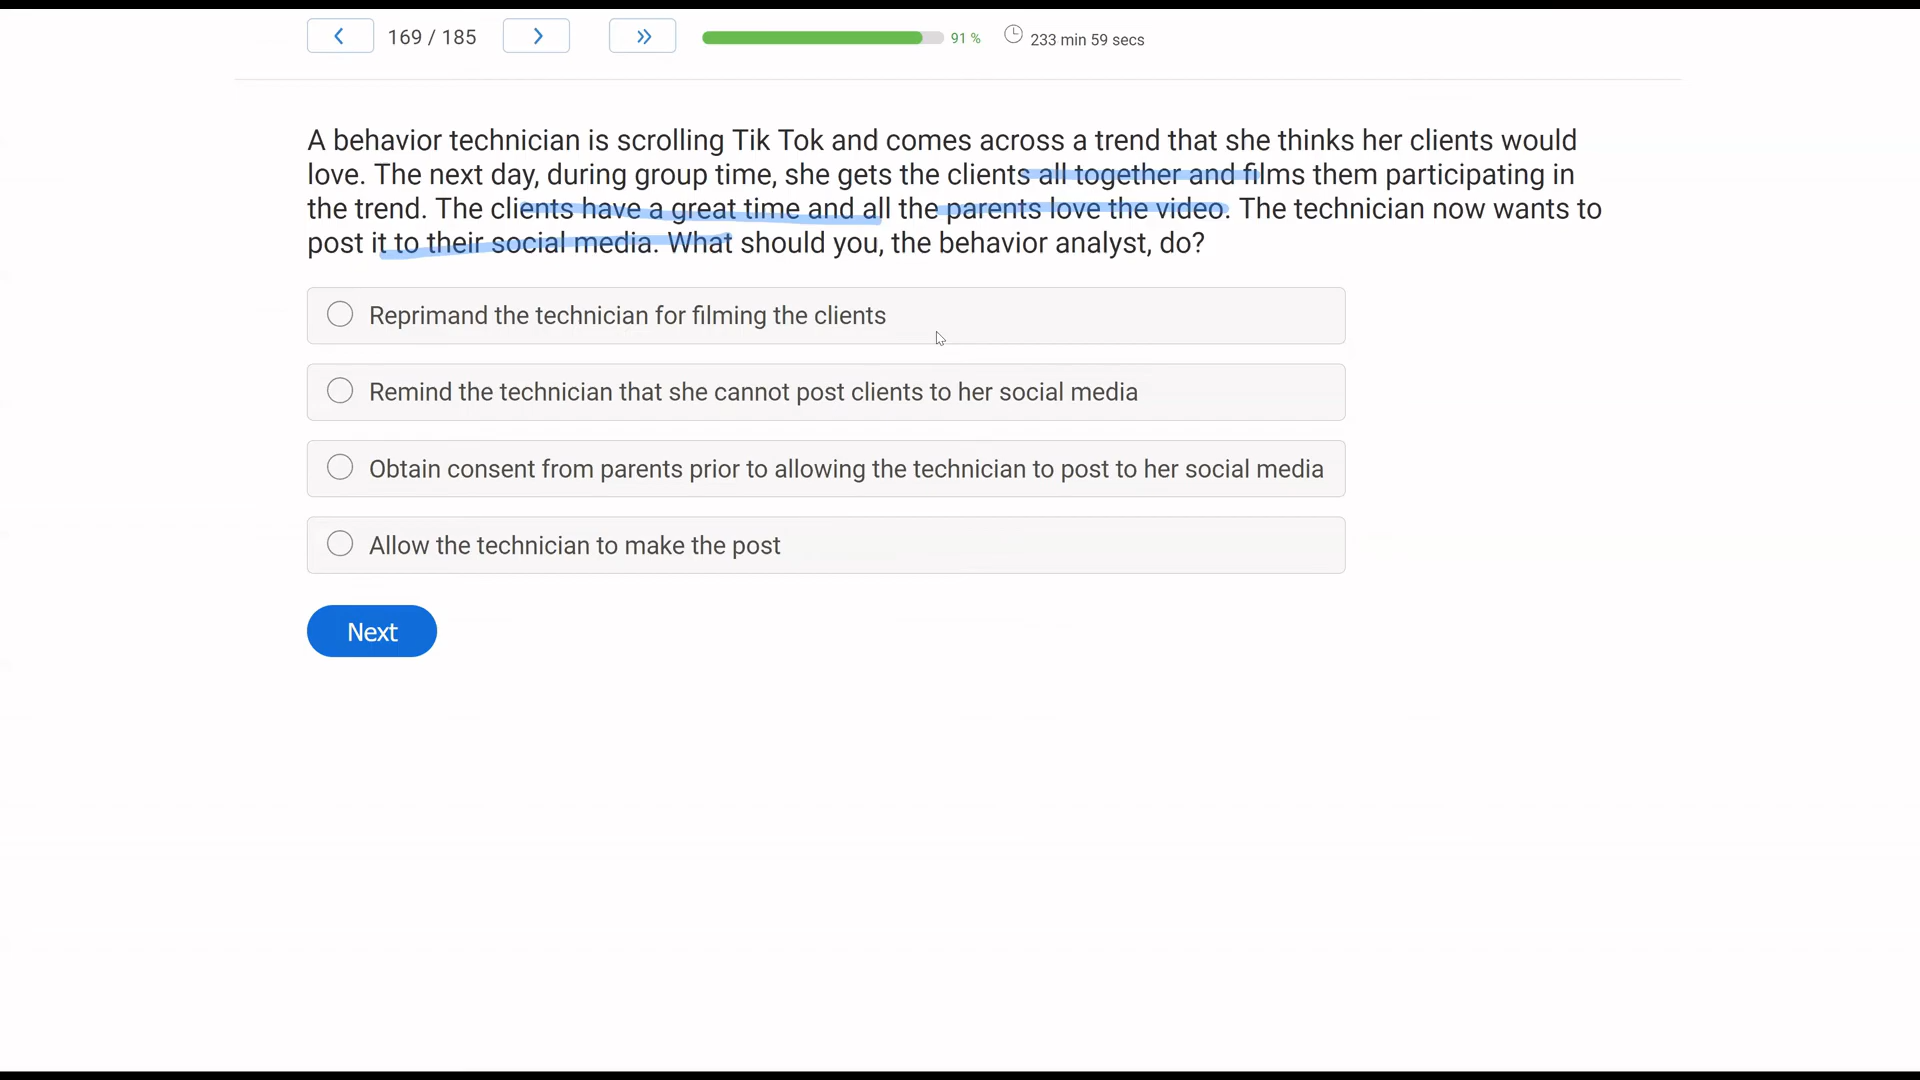 169 / 185
91 %
233 min 59 secs
A behavior technician is scrolling Tik Tok and comes across a trend that she thinks her clients would
love. The next day, during group time, she gets the clients all together and films them participating in
the trend. The clients have a great time and all the parents love the video. The technician now wants to
post it to their social media. What should you, the behavior analyst, do?
Reprimand the technician for filming the clients
Remind the technician that she cannot post clients to her social media
Obtain consent from parents prior to allowing the technician to post to her social media
Allow the technician to make the post
Next